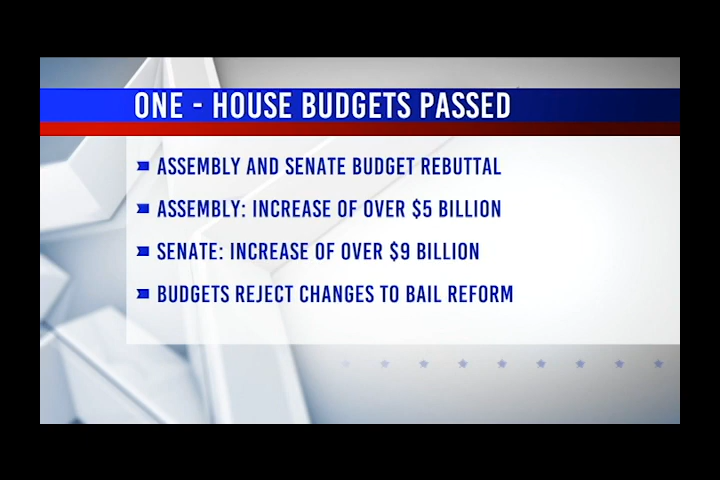 ONE - HOUSE BUDGETS PASSED
ASSEMBLY AND SENATE BUDGET REBUTTAL
ASSEMBLY: INCREASE OF OVER $5 BILLION
SENATE: INCREASE OF OVER $9 BILLION
BUDGETS REJECT CHANGES TO BAIL REFORM